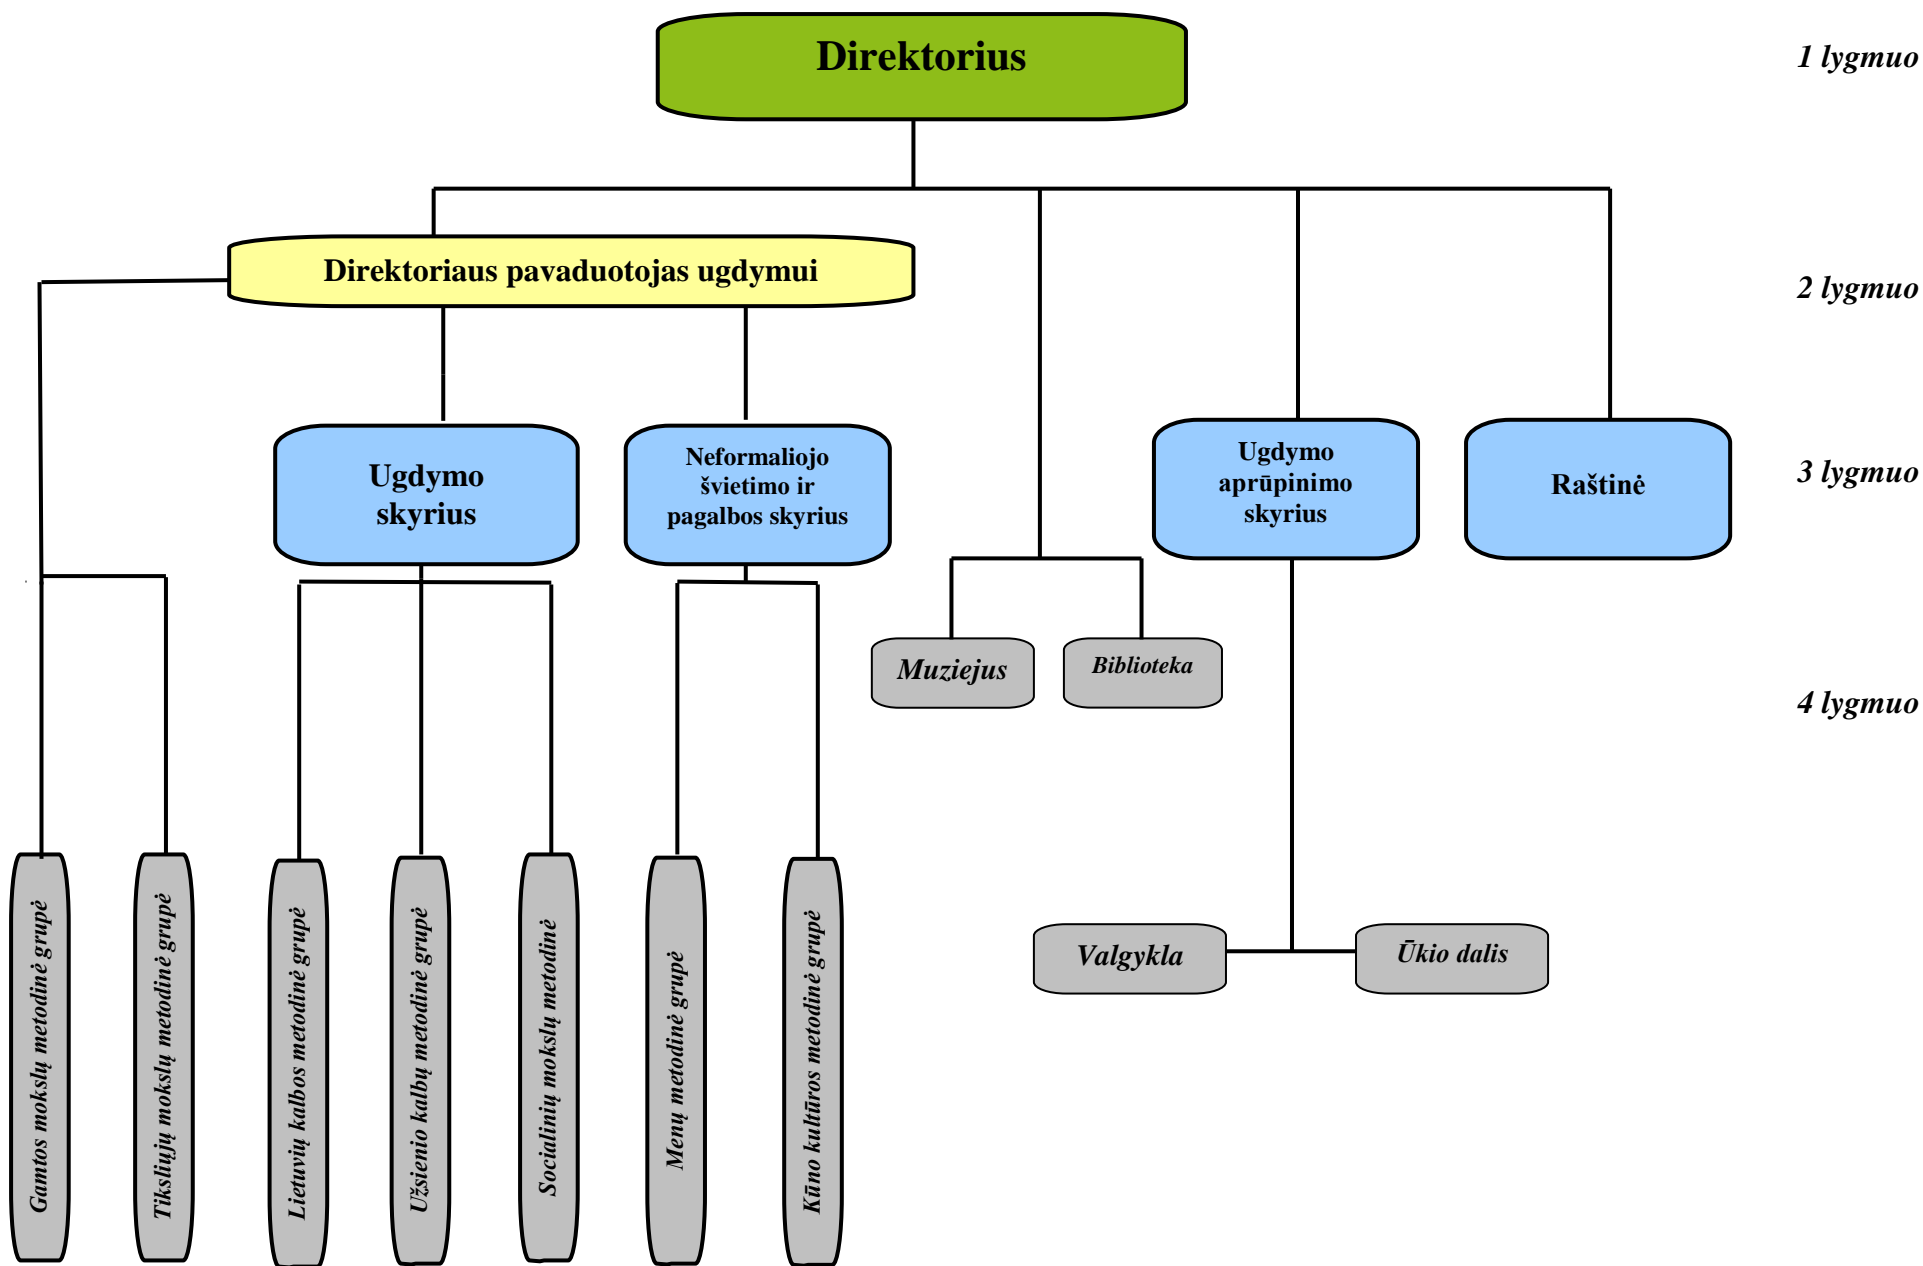 Direktorius
1 lygmuo
Direktoriaus pavaduotojas ugdymui
2 lygmuo
Ugdymo
skyrius
Neformaliojo
švietimo ir
pagalbos skyrius
Ugdymo
aprūpinimo
skyrius
Raštinė
3 lygmuo
Muziejus
Biblioteka
4 lygmuo
Gamtos mokslų metodinė grupė
Tiksliųjų mokslų metodinė grupė
Lietuvių kalbos metodinė grupė
Užsienio kalbų metodinė grupė
Socialinių mokslų metodinė
Menų metodinė grupė
Kūno kultūros metodinė grupė
Valgykla
Ūkio dalis